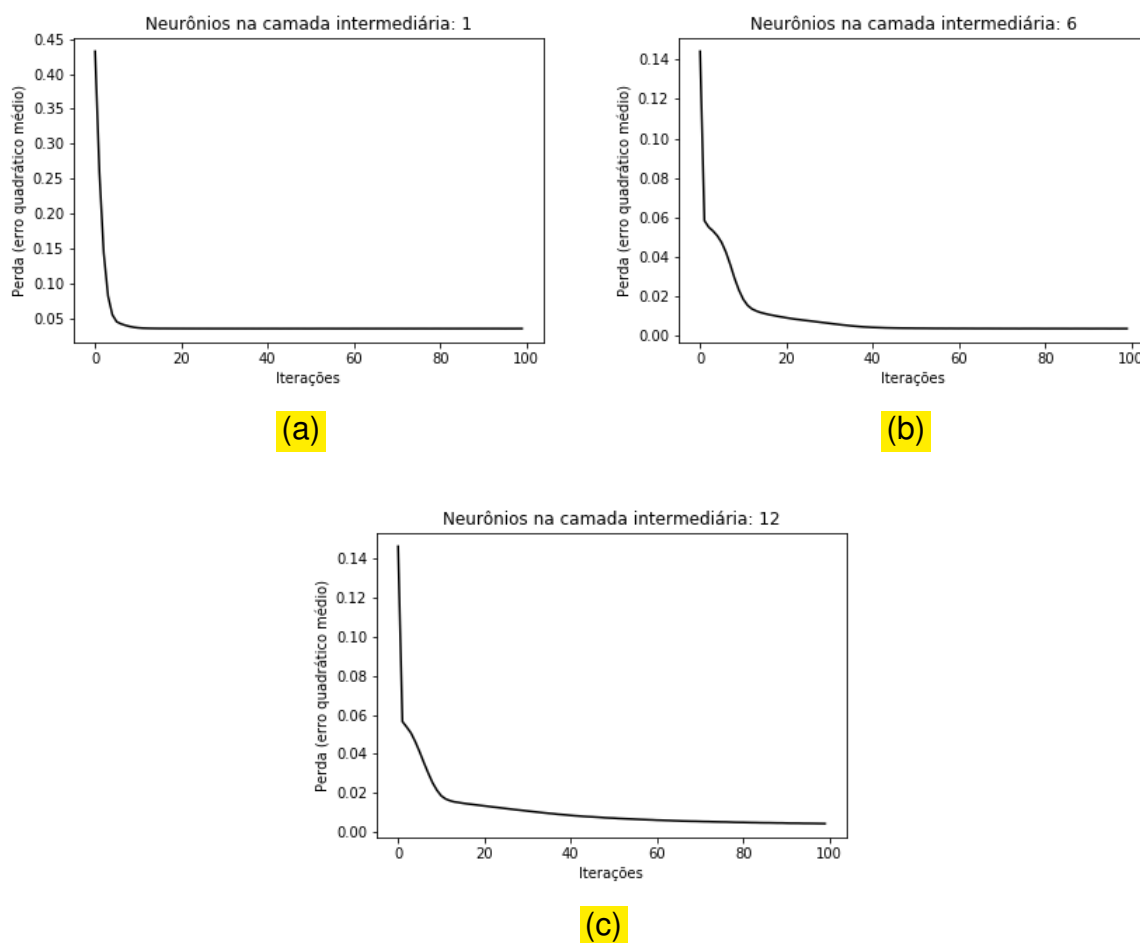 Neurônios na camada intermediária: 1
Perda (erro quadrático médio)
0.45
0.40
0.35
0.30
0.25
0.20
0.15
0.10
0.05
0 20 40 60 80 100
Iterações
(a)
Neurônios na camada intermediária: 6
Perda (erro quadrático médio)
0.14
0.12
0.10
0.08
0.06
0.04
0.02
0.00
0 20 40 60 80 100
Iterações
(b)
Neurônios na camada intermediária: 12
Perda (erro quadrático médio)
0.14
0.12
0.10
0.08
0.06
0.04
0.02
0.00
0 20 40 60 80 100
Iterações
(c)